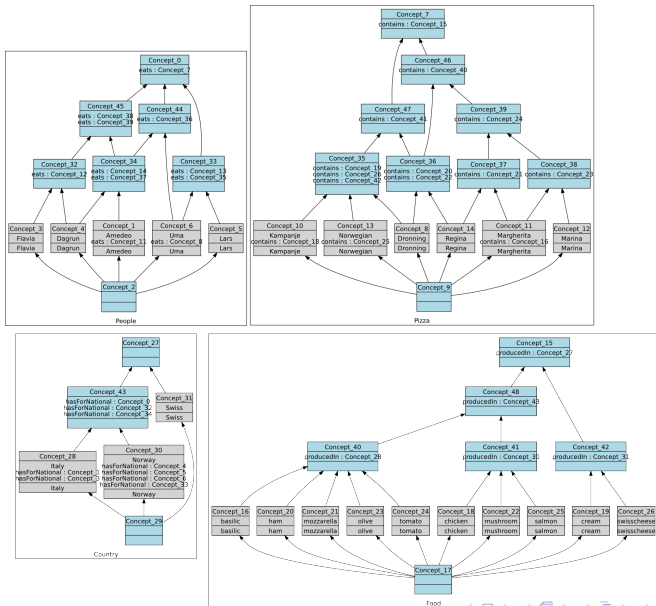 Concept_7
contains : Concept_15
Concept_46
contains : Concept_40
Concept_47
contains : Concept_41
Concept_39
contains : Concept_24
Concept_35
contains : Concept_19
contains : Concept_26
contains : Concept_42
Concept_36
contains : Concept_20
contains : Concept_22
Concept_37
contains : Concept_21
Concept_38
contains : Concept_23
Concept_10
Kampanje
contains : Concept_18
Kampanje
Concept_13
Norwegian
contains : Concept_25
Norwegian
Concept_8
Dronning
Dronning
Concept_14
Regina
Regina
Concept_11
Margherita
contains : Concept_16
Margherita
Concept_12
Marina
Marina
Concept_9
Pizza
Concept_0
eats : Concept_7
Concept_45
eats : Concept_38
eats : Concept_39
Concept_44
eats : Concept_36
Concept_32
eats : Concept_12
Concept_34
eats : Concept_14
eats : Concept_37
Concept_33
eats : Concept_13
eats : Concept_35
Concept_3
Flavia
Flavia
Concept_4
Dagrun
Dagrun
Concept_1
Amedeo
eats : Concept_11
Amedeo
Concept_6
Uma
eats : Concept_8
Uma
Concept_5
Lars
Lars
Concept_2
People
Concept_27
Concept_43
hasForNational : Concept_0
hasForNational : Concept_32
hasForNational : Concept_34
Concept_31
Swiss
Swiss
Concept_28
Italy
hasForNational :
hasForNational :
Italy
Concept_30
Norway
hasForNational : Concept_4
hasForNational : Concept_5
hasForNational : Concept_6
hasForNational : Concept_33
Norway
Concept_29
Country
Concept_15
producedIn : Concept_27
Concept_48
producedIn : Concept_43
Concept_40
producedIn : Concept_28
Concept_41
producedIn : Concept_30
Concept_42
producedIn : Concept_31
Concept_16
basilic
basilic
Concept_20
ham
ham
Concept_21
mozzarella
mozzarella
Concept_23
olive
olive
Concept_24
tomato
tomato
Concept_18
chicken
chicken
Concept_22
mushroom
mushroom
Concept_25
salmon
salmon
Concept_19
cream
cream
Concept_26
swisscheese
swisscheese
Concept_17
Food